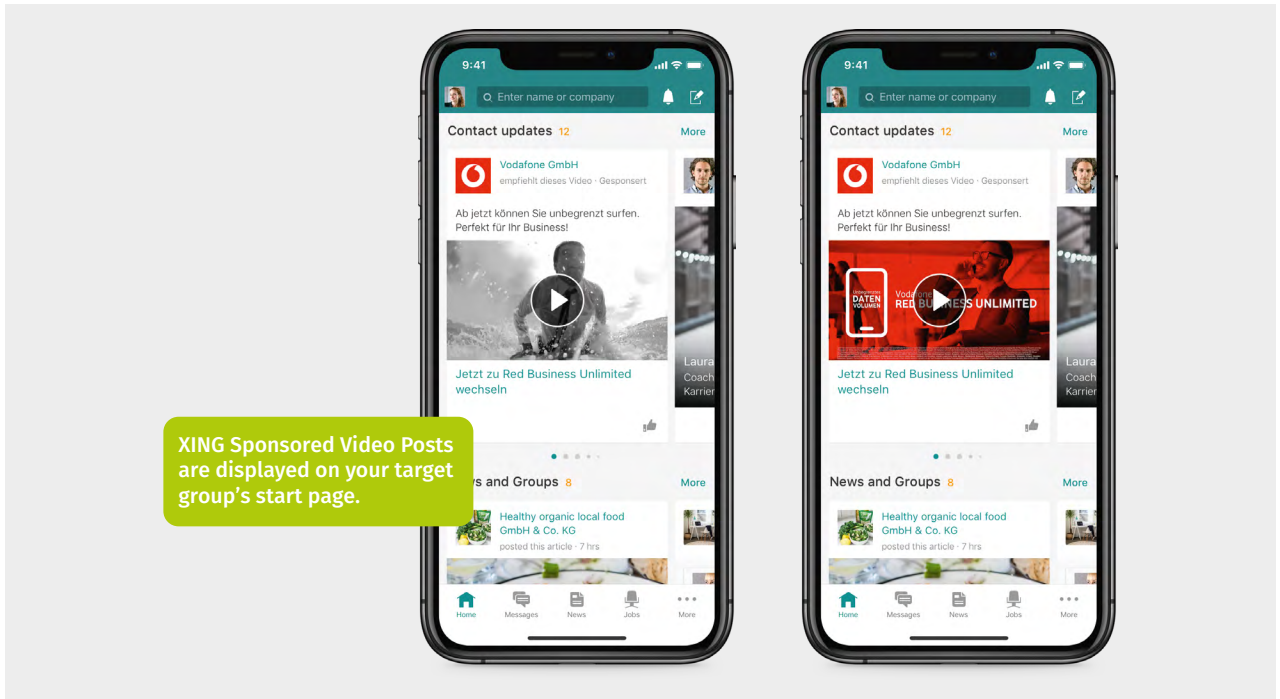 9:41
Enter name or company
Contact updates 12 More
Vodafone GmbH
empfiehlt dieses Video · Gesponsert
Ab jetzt können Sie unbegrenzt surfen.
Perfekt für Ihr Business!
Laura
Coach
Karrier
Jetzt zu Red Business Unlimited
wechseln
XING Sponsored Video Posts
are displayed on your target
group's start page.
s and Groups 8 More
Healthy organic local food
GmbH & Co. KG
posted this article · 7 hrs
Home Messages News Jobs More
9:41
Enter name or company
Contact updates 12 More
Vodafone GmbH
empfiehlt dieses Video · Gesponsert
Ab jetzt können Sie unbegrenzt surfen.
Perfekt für Ihr Business!
Unbegrenztes
DATEN
VOLUMEN
Vodafone
RED BUSINESS UNLIMITED
Laura
Coach
Karrier
Jetzt zu Red Business Unlimited
wechseln
News and Groups 8 More
Healthy organic local food
GmbH & Co. KG
posted this article · 7 hrs
Home Messages News Jobs More